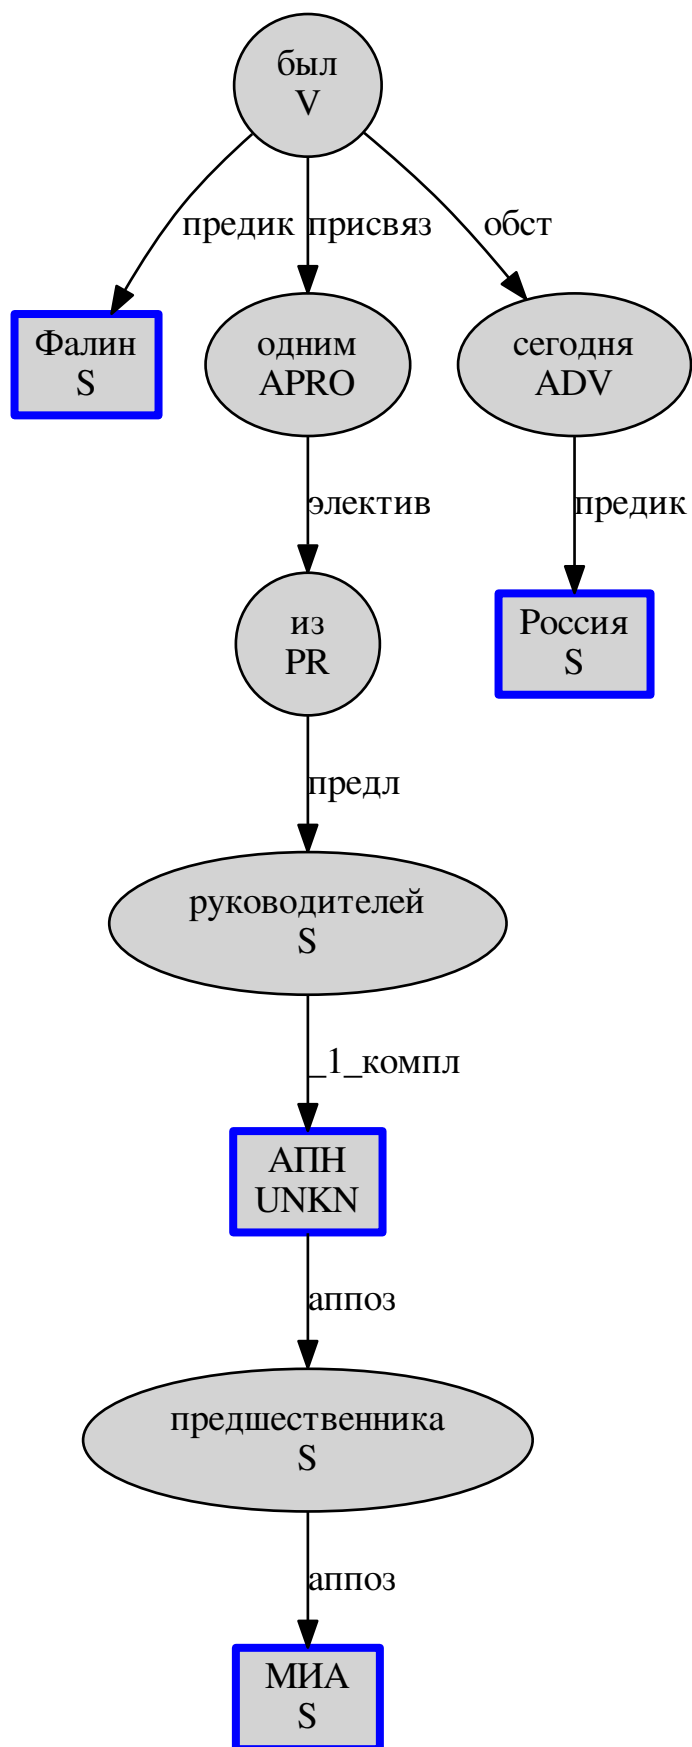 был
V
предик
присвяз
обст
Фалин
S
одним
APRO
сегодня
ADV
электив
предик
из
PR
Россия
S
предл
руководителей
S
_1_компл
АПН
UNKN
аппоз
предшественника
S
аппоз
МИА
S